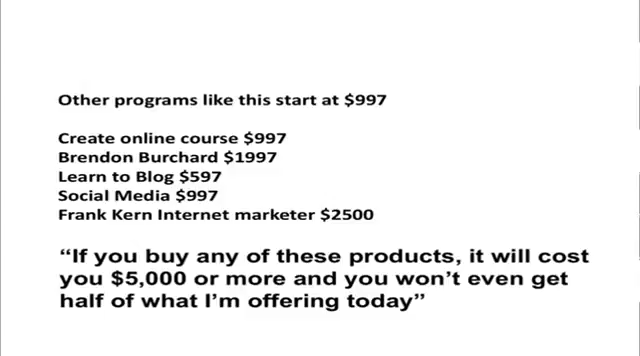 Other programs like this start at $997
Create online course $997
Brendon Burchard $1997
Learn to Blog $597
Social Media $997
Frank Kern Internet marketer $2500
“If you buy any of these products, it will cost
you $5,000 or more and you won’t even get
half of what I’m offering today”